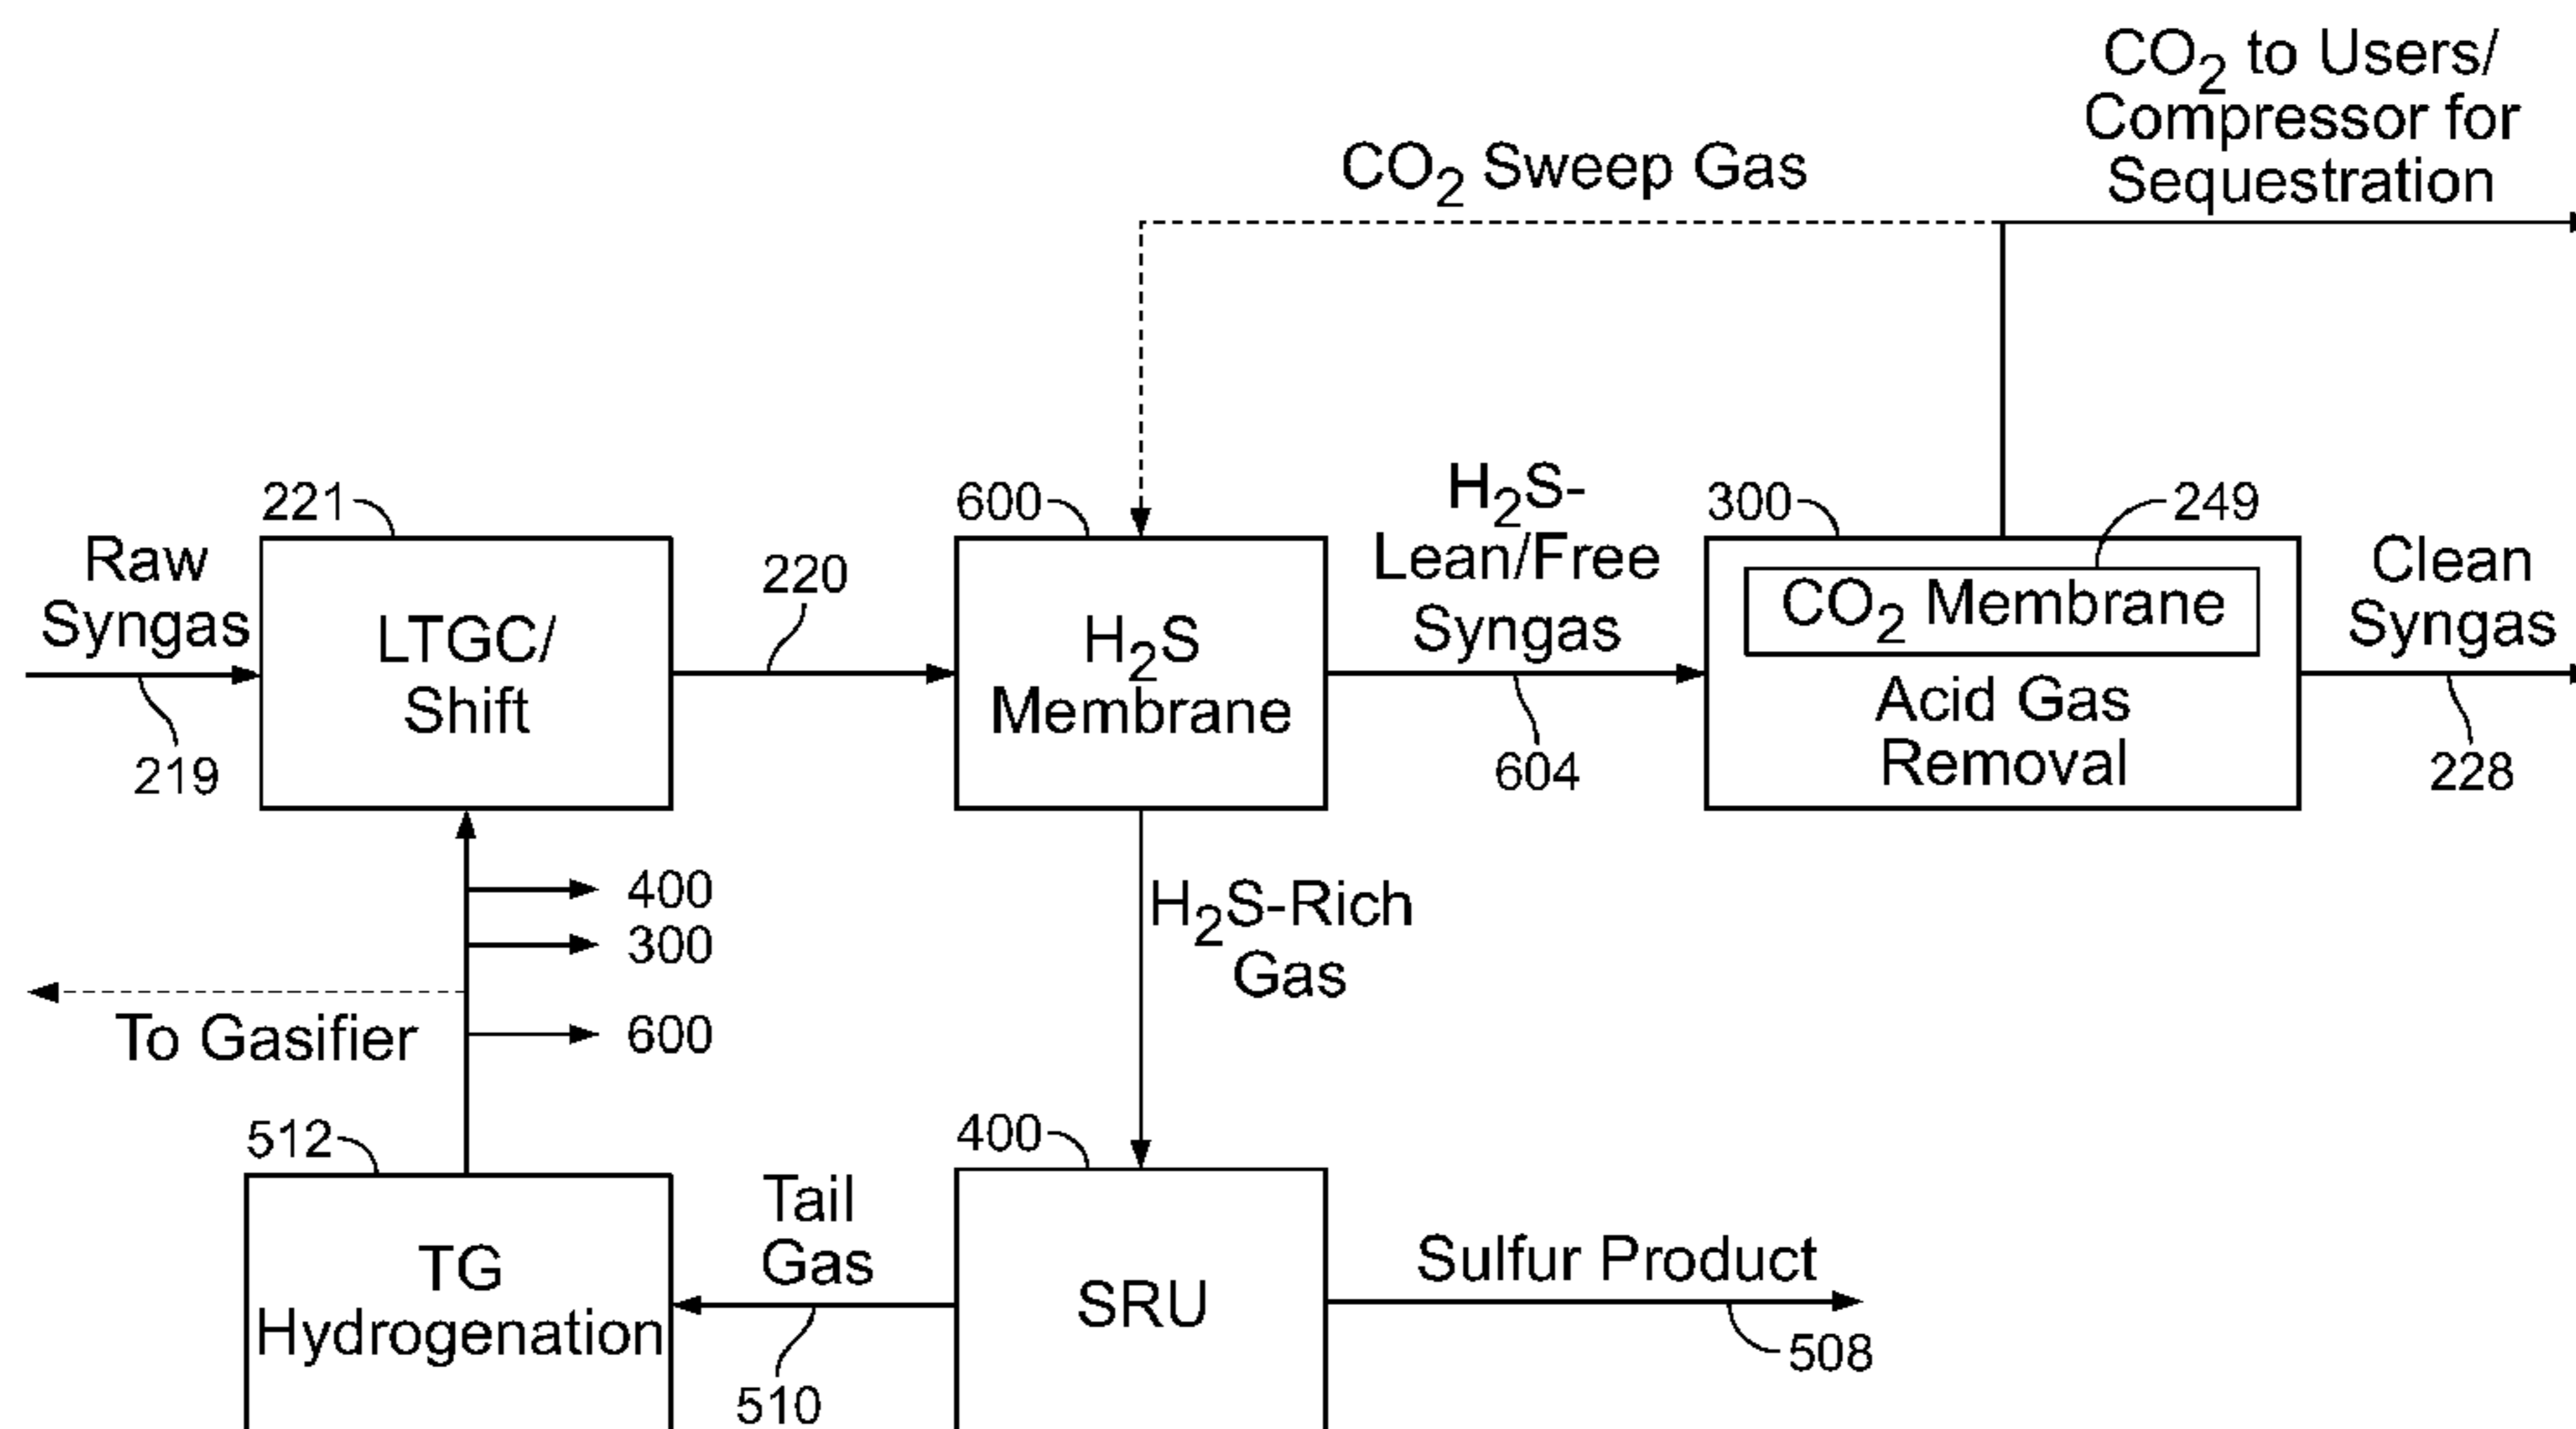 CO2 to Users/
Compressor for
Sequestration
CO2 Sweep Gas
Raw
Syngas
219
221
LTGC/
Shift
220
600
H2S
Membrane
H2S-
Lean/Free
Syngas
604
300
249
CO2 Membrane
Acid Gas
Removal
Clean
Syngas
228
400
300
To Gasifier
600
H2S-Rich
Gas
512
TG
Hydrogenation
Tail
Gas
510
400
SRU
Sulfur Product
508